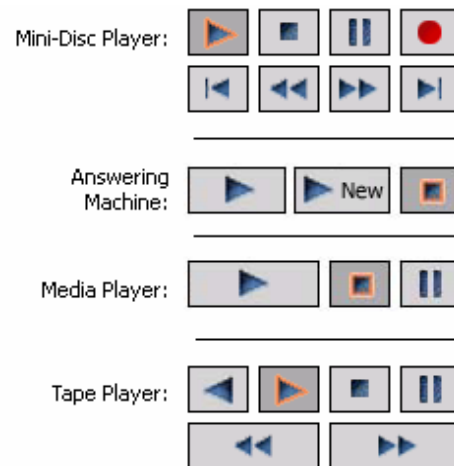 Mini-Disc Player:
Answering
Machine:
New
Media Player:
Tape Player: